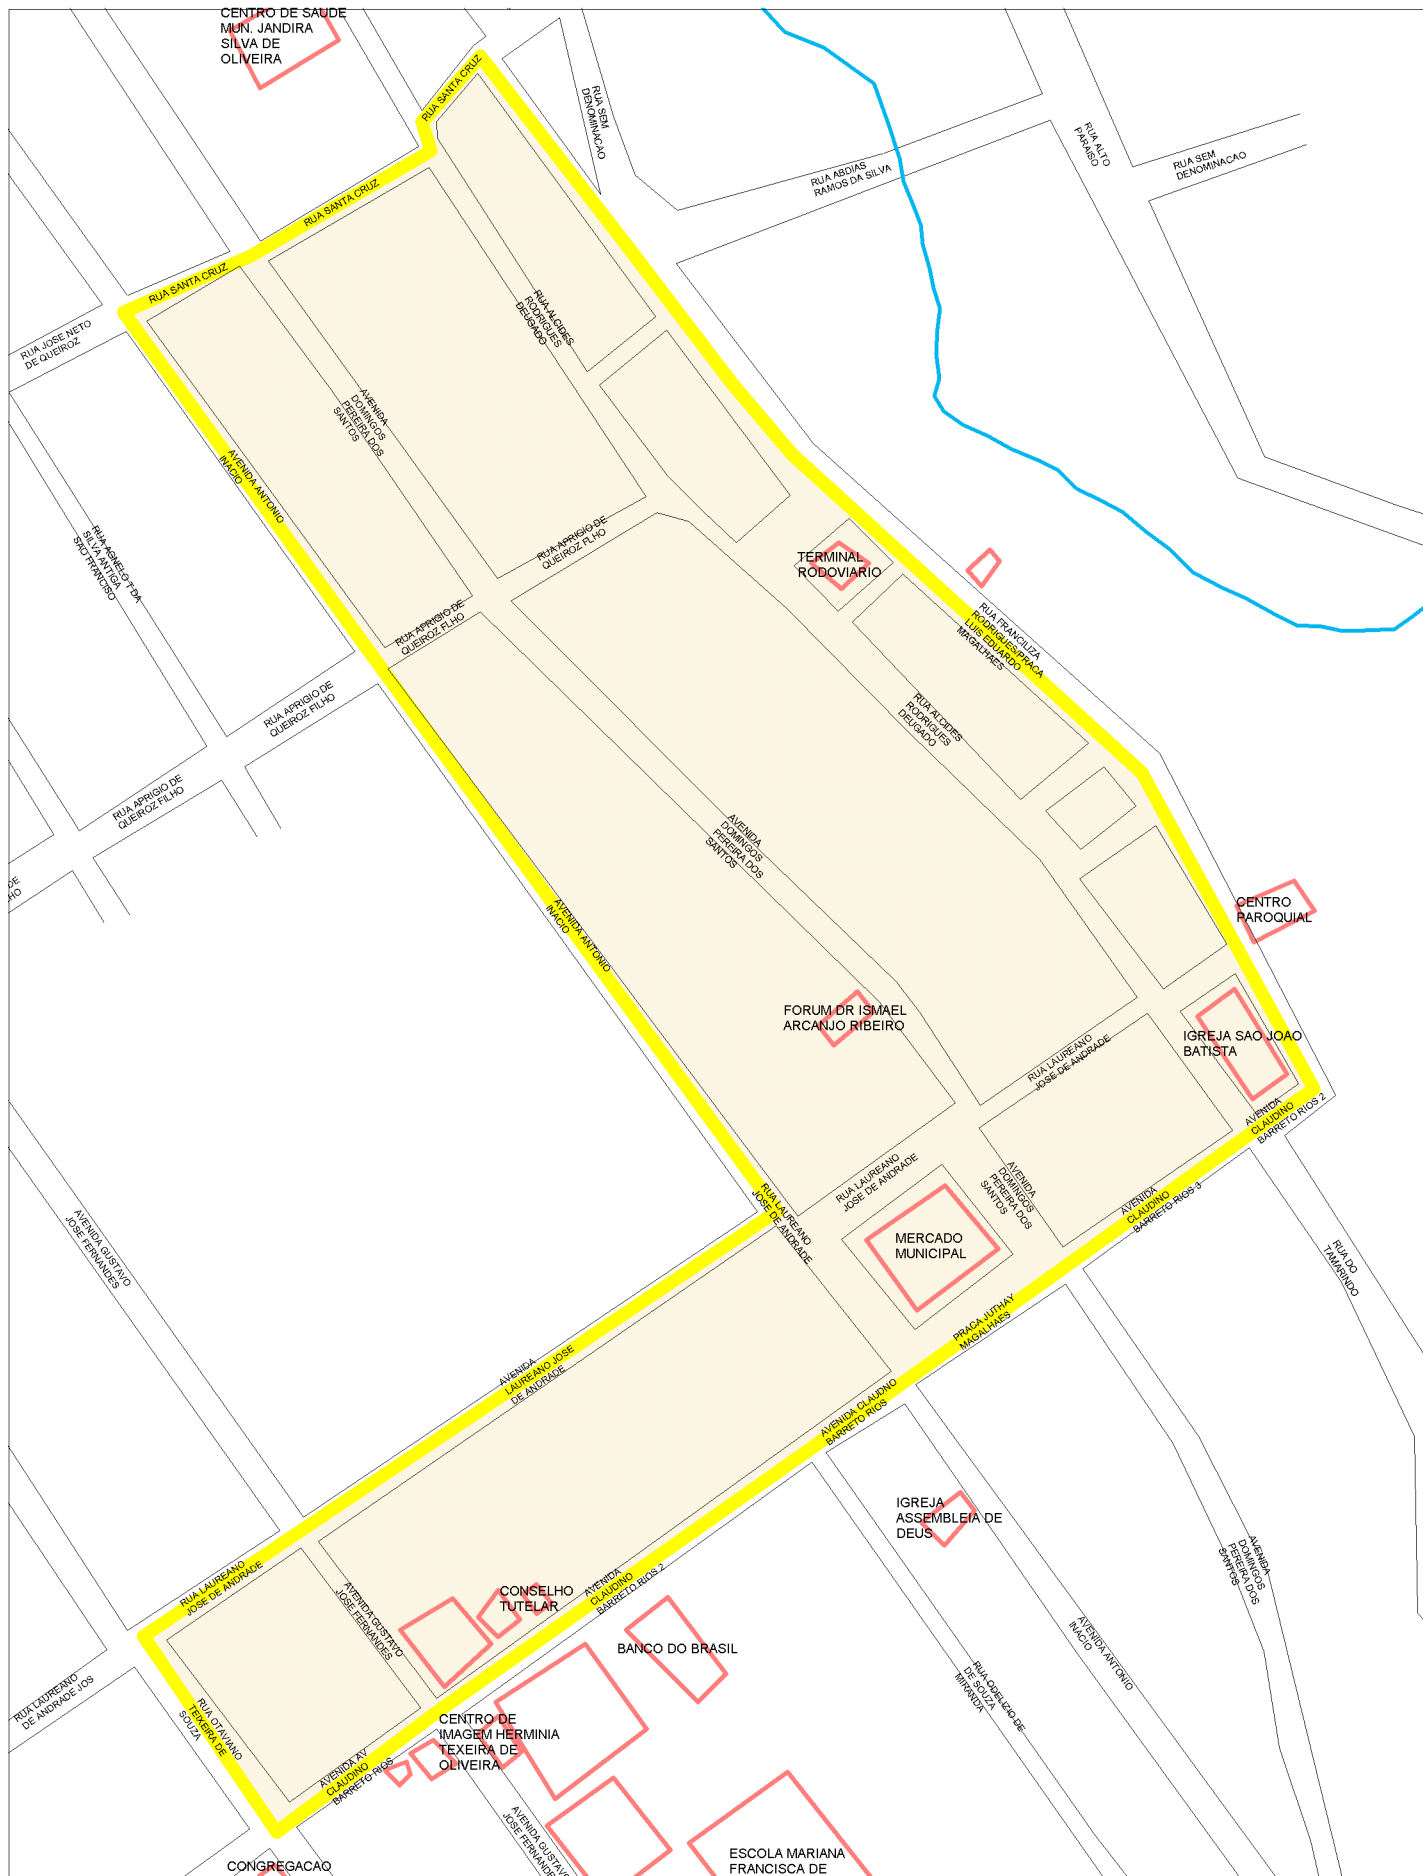 CENTRO DE SAUDE
MUN. JANDIRA
SILVA DE
OLIVEIRA
RUA SANTA CRUZ
RUA SEM
DENOMINACAO
RUA ALTO
PARAISO
RUA SEM
DENOMINACAO
RUA ABDIAS
RAMOS DA SILVA
RUA SANTA CRUZ
RUA SANTA CRUZ
RUA JOSE NETO
DE QUEIROZ
RUA ALCIDES
RODRIGUES
DEUGADO
AVENIDA
DOMINGOS
PEREIRA DOS
SANTOS
AVENIDA ANTONIO
INACIO
RUA AGNELO T DA
SILVA ANTIGA
SAO FRANCISO
RUA APRIGIO DE
QUEIROZ FLHO
TERMINAL
RODOVIARIO
RUA APRIGIO DE
QUEIROZ FLHO
RUA FRANCILIZA
RODRIGUES/PRACA
LUIS EDUARDO
MAGALHAES
RUA APRIGIO DE
QUEIROZ FILHO
RUA ALCIDES
RODRIGUES
DEUGADO
RUA APRIGIO DE
QUEIROZ FILHO
AVENIDA
DOMINGOS
PEREIRA DOS
SANTOS
DE
HO
CENTRO
PAROQUIAL
AVENIDA ANTONIO
INACIO
FORUM DR ISMAEL
ARCANJO RIBEIRO
IGREJA SAO JOAO
BATISTA
RUA LAUREANO
JOSE DE ANDRADE
AVENIDA
CLAUDINO
BARRETO RIOS 2
RUA LAUREANO
JOSE DE ANDRADE
AVENIDA
DOMINGOS
PEREIRA DOS
SANTOS
AVENIDA
CLAUDINO
BARRETO RIOS 3
RUA LAUREANO
JOSE DE ANDRADE
MERCADO
MUNICIPAL
RUA DO
TAMARINDO
AVENIDA GUSTAVO
JOSE FERNANDES
PRACA JUTHAY
MAGALHAES
AVENIDA
LAUREANO JOSE
DE ANDRADE
AVENIDA CLAUDNO
BARRETO RIOS
IGREJA
ASSEMBLEIA DE
DEUS
AVENIDA
DOMINGOS
PEREIRA DOS
SANTOS
RUA LAUREANO
JOSE DE ANDRADE
AVENIDA GUSTAVO
JOSE FERNANDES
CONSELHO
TUTELAR
AVENIDA
CLAUDINO
BARRETO RIOS 2
BANCO DO BRASIL
AVENIDA ANTONIO
INACIO
RUA ODELIZIO DE
DE SOUZA
MIRANDA
RUA LAUREANO
DE ANDRADE JOS
RUA OTAVIANO
TEIXEIRA DE
SOUZA
CENTRO DE
IMAGEM HERMINIA
TEXEIRA DE
OLIVEIRA
AVENIDA AV
CLAUDINO
BARRETO RIOS
AVENIDA GUSTAVO
JOSE FERNANDE
ESCOLA MARIANA
FRANCISCA DE
CONGREGACAO